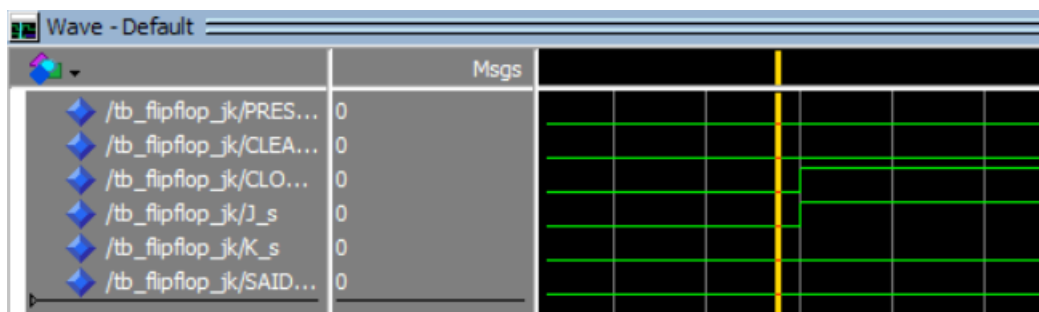 Wave - Default
Msgs
/tb_flipflop_jk/PRES... 0
/tb_flipflop_jk/CLEA... 0
/tb_flipflop_jk/CLO... 0
/tb_flipflop_jk/J_s 0
/tb_flipflop_jk/K_s 0
/tb_flipflop_jk/SAID... 0